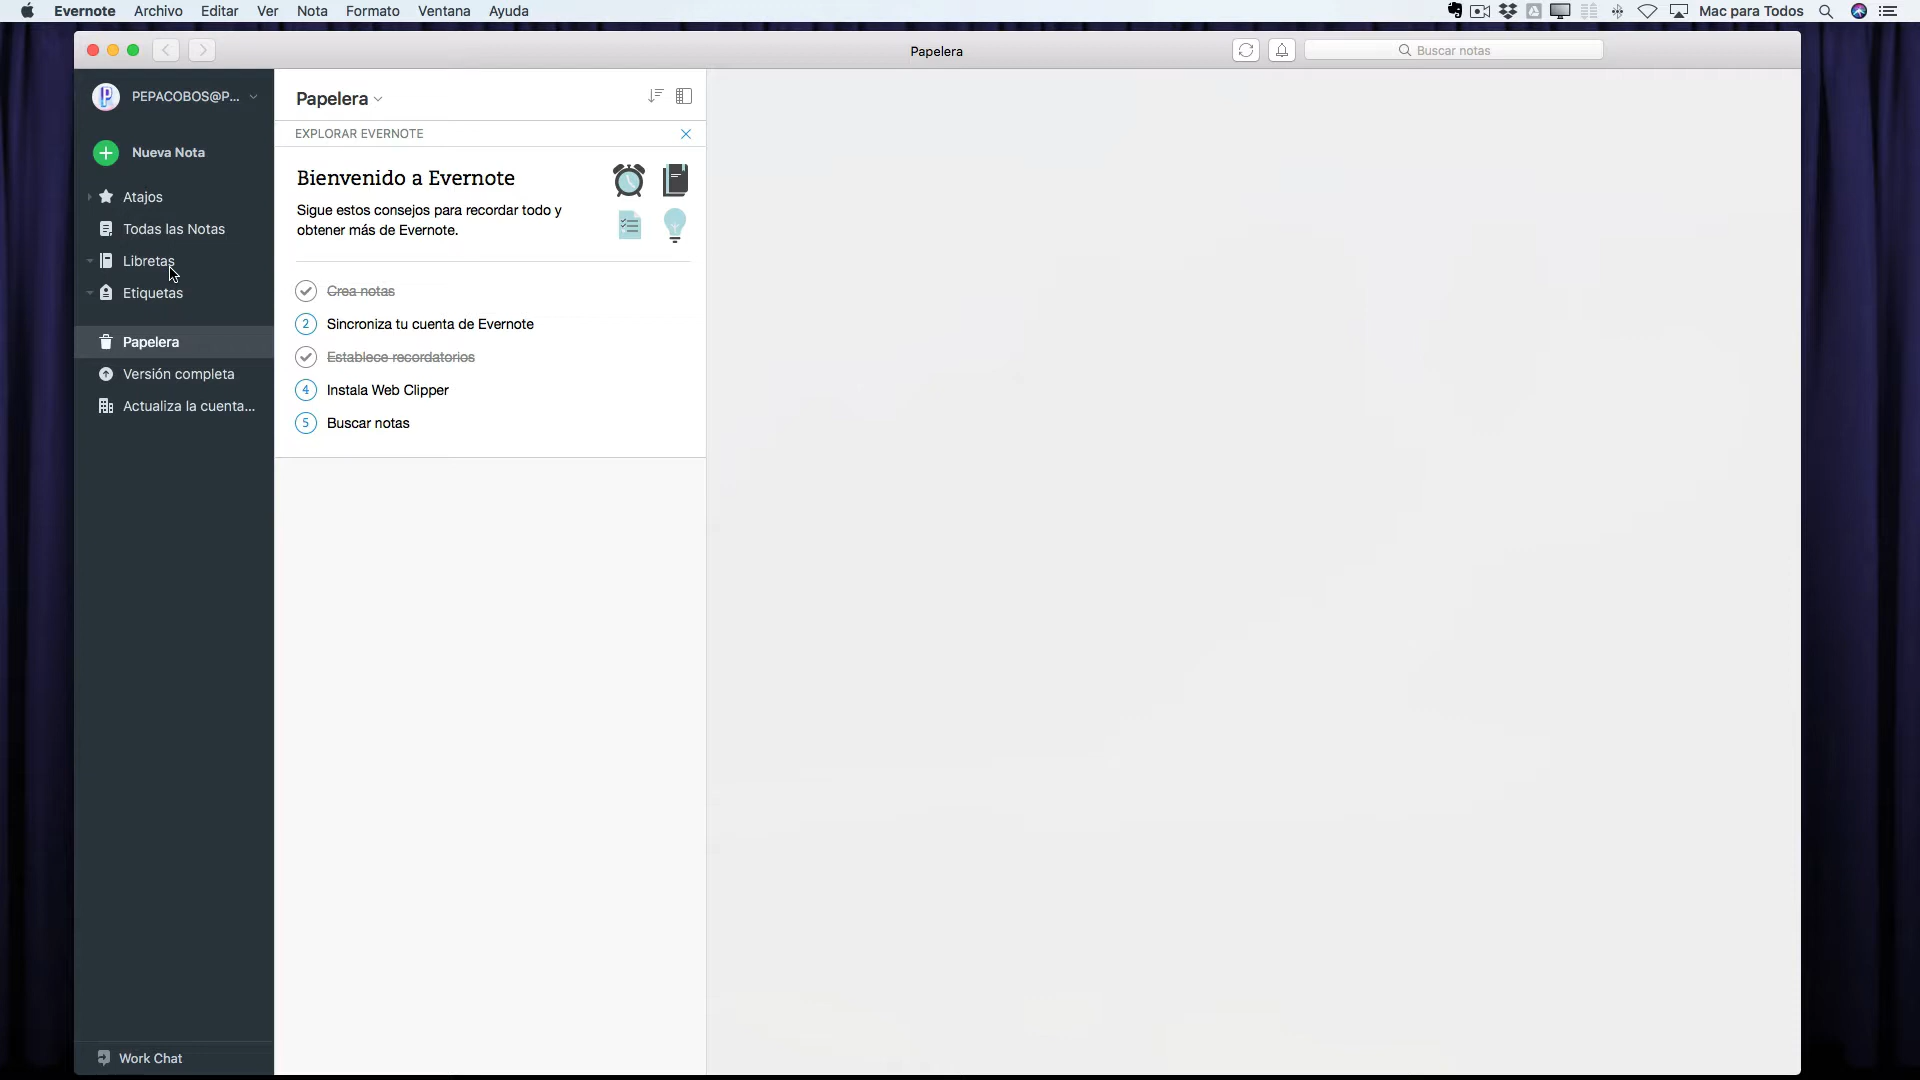 Evernote Archivo Editar Ver Nota Formato Ventana Ayuda Mac para Todos
Papelera
Buscar notas
PEPACOBOS@P...
Nueva Nota
Atajos
Todas las Notas
Libretas
Etiquetas
Papelera
Versión completa
Actualiza la cuenta...
Work Chat
Papelera
EXPLORAR EVERNOTE
Bienvenido a Evernote
Sigue estos consejos para recordar todo y
obtener más de Evernote.
Crea notas
2 Sincroniza tu cuenta de Evernote
Establece recordatorios
4 Instala Web Clipper
5 Buscar notas